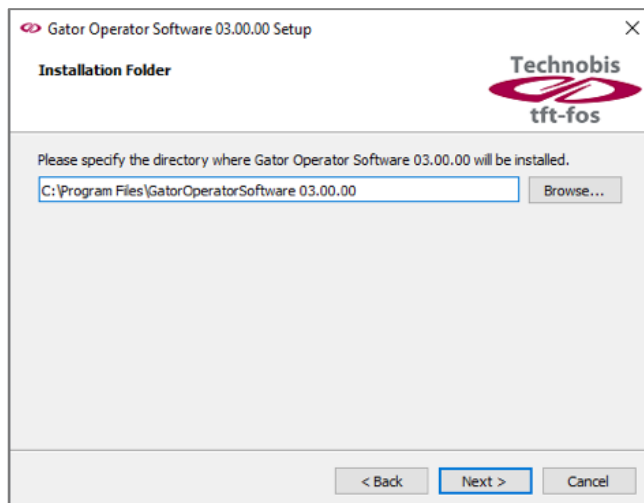 Gator Operator Software 03.00.00 Setup
Installation Folder
Technobis
tft-fos
Please specify the directory where Gator Operator Software 03.00.00 will be installed.
C:\Program Files\GatorOperatorSoftware 03.00.00
Browse...
< Back
Next >
Cancel